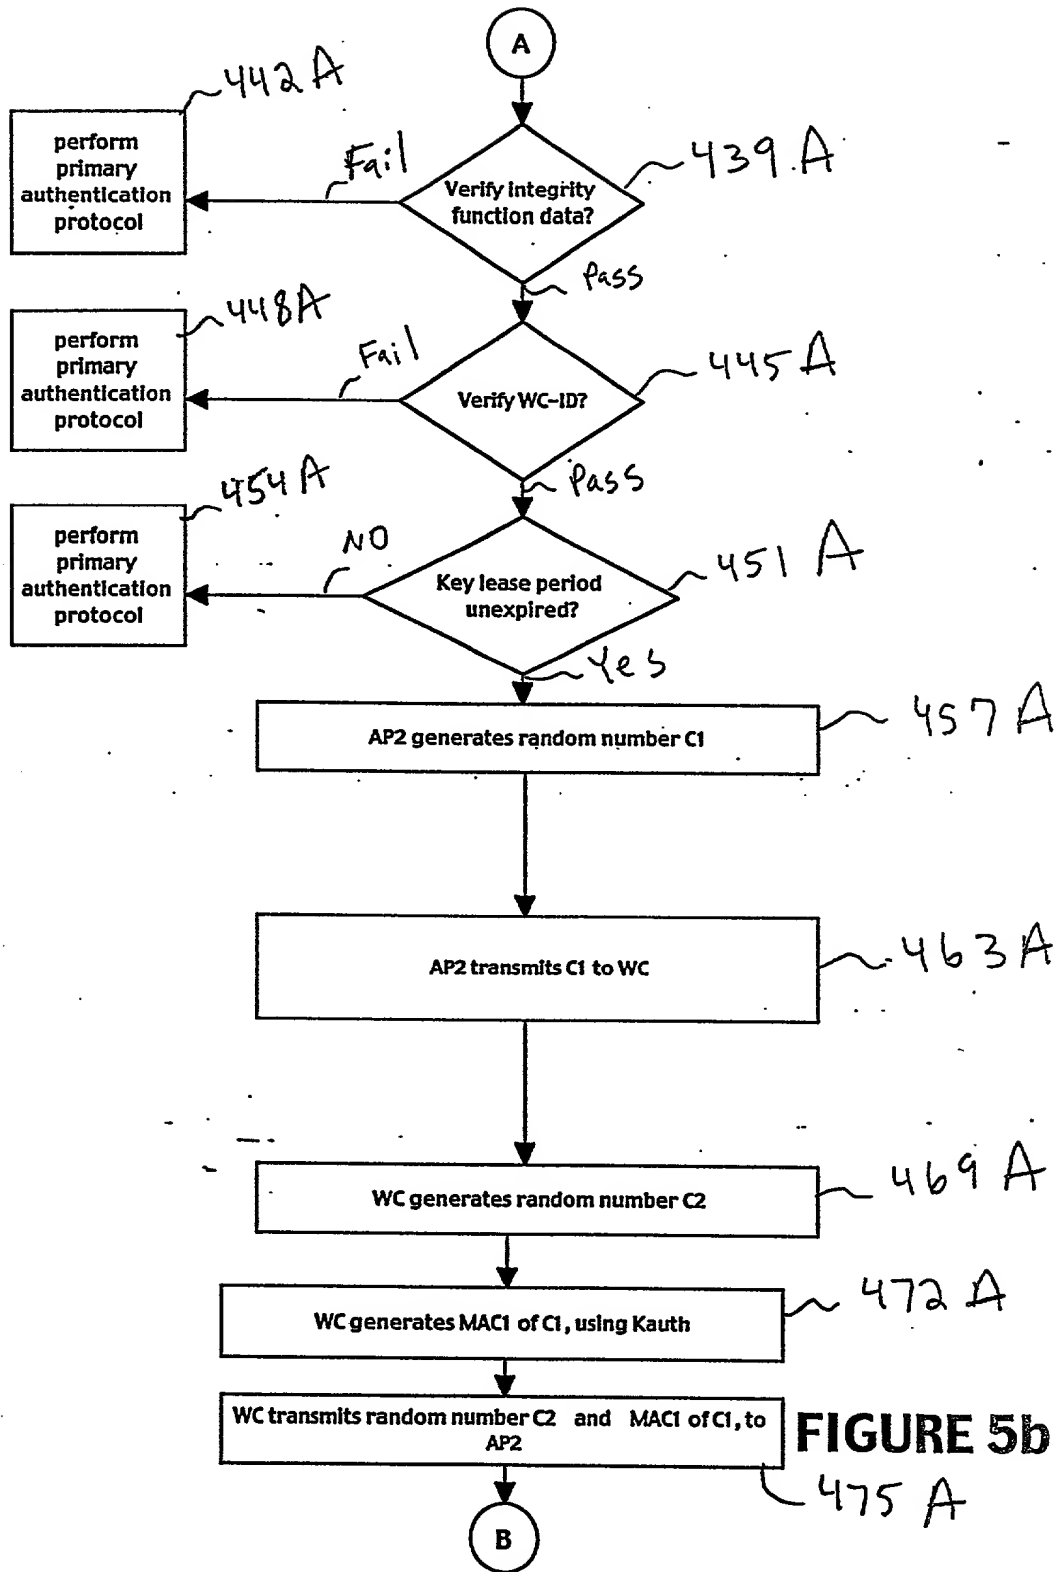 A
442A
perform
primary
authentication
protocol
Fail
Verify integrity
function data?
439A
Pass
448A
perform
primary
authentication
protocol
Fail
Verify WC-ID?
445A
Pass
454A
perform
primary
authentication
protocol
NO
Key lease period
unexpired?
451A
Yes
AP2 generates random number C1
457A
AP2 transmits C1 to WC
463A
WC generates random number C2
469A
WC generates MAC1 of C1, using Kauth
472A
WC transmits random number C2 and MAC1 of C1, to
AP2
FIGURE 5b
475A
B